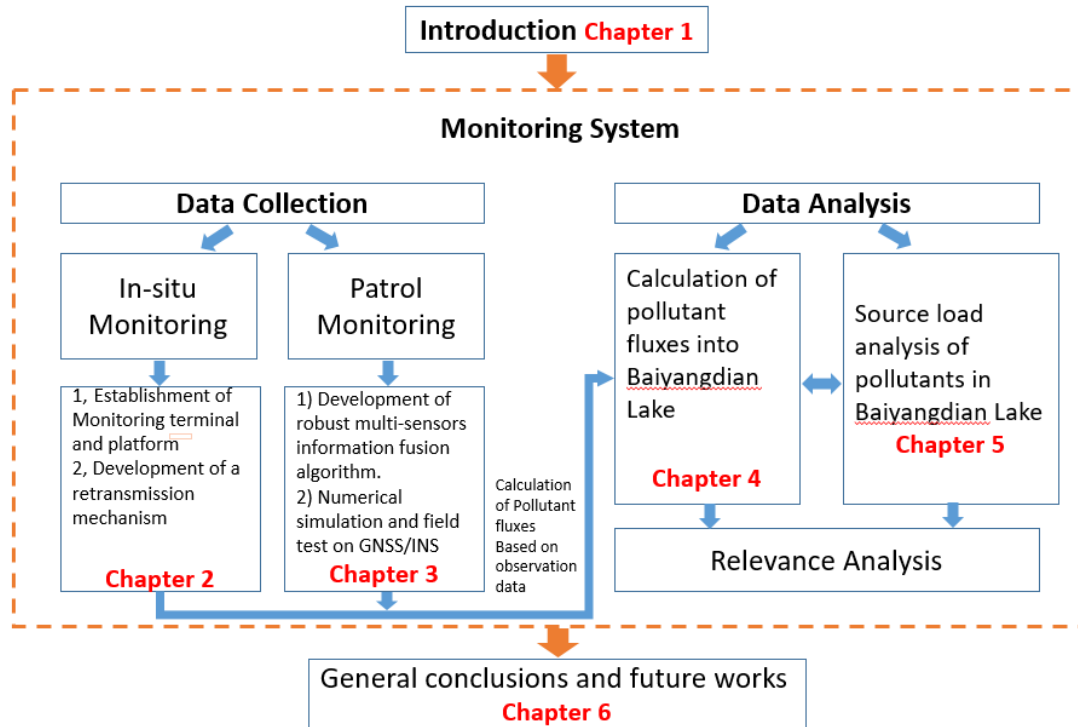 Introduction Chapter 1
Monitoring System
Data Collection
In-situ
Monitoring
Patrol
Monitoring
1, Establishment of
Monitoring terminal
and platform
2, Development of a
retransmission
mechanism
Chapter 2
1) Development of
robust multi-sensors
information fusion
algorithm.
2) Numerical
simulation and field
test on GNSS/INS
Chapter 3
Calculation
of Pollutant
fluxes
Based on
observation
data
Data Analysis
Calculation of
pollutant
fluxes into
Baiyangdian
Lake
Chapter 4
Source load
analysis of
pollutants in
Baiyangdian Lake
Chapter 5
Relevance Analysis
General conclusions and future works
Chapter 6